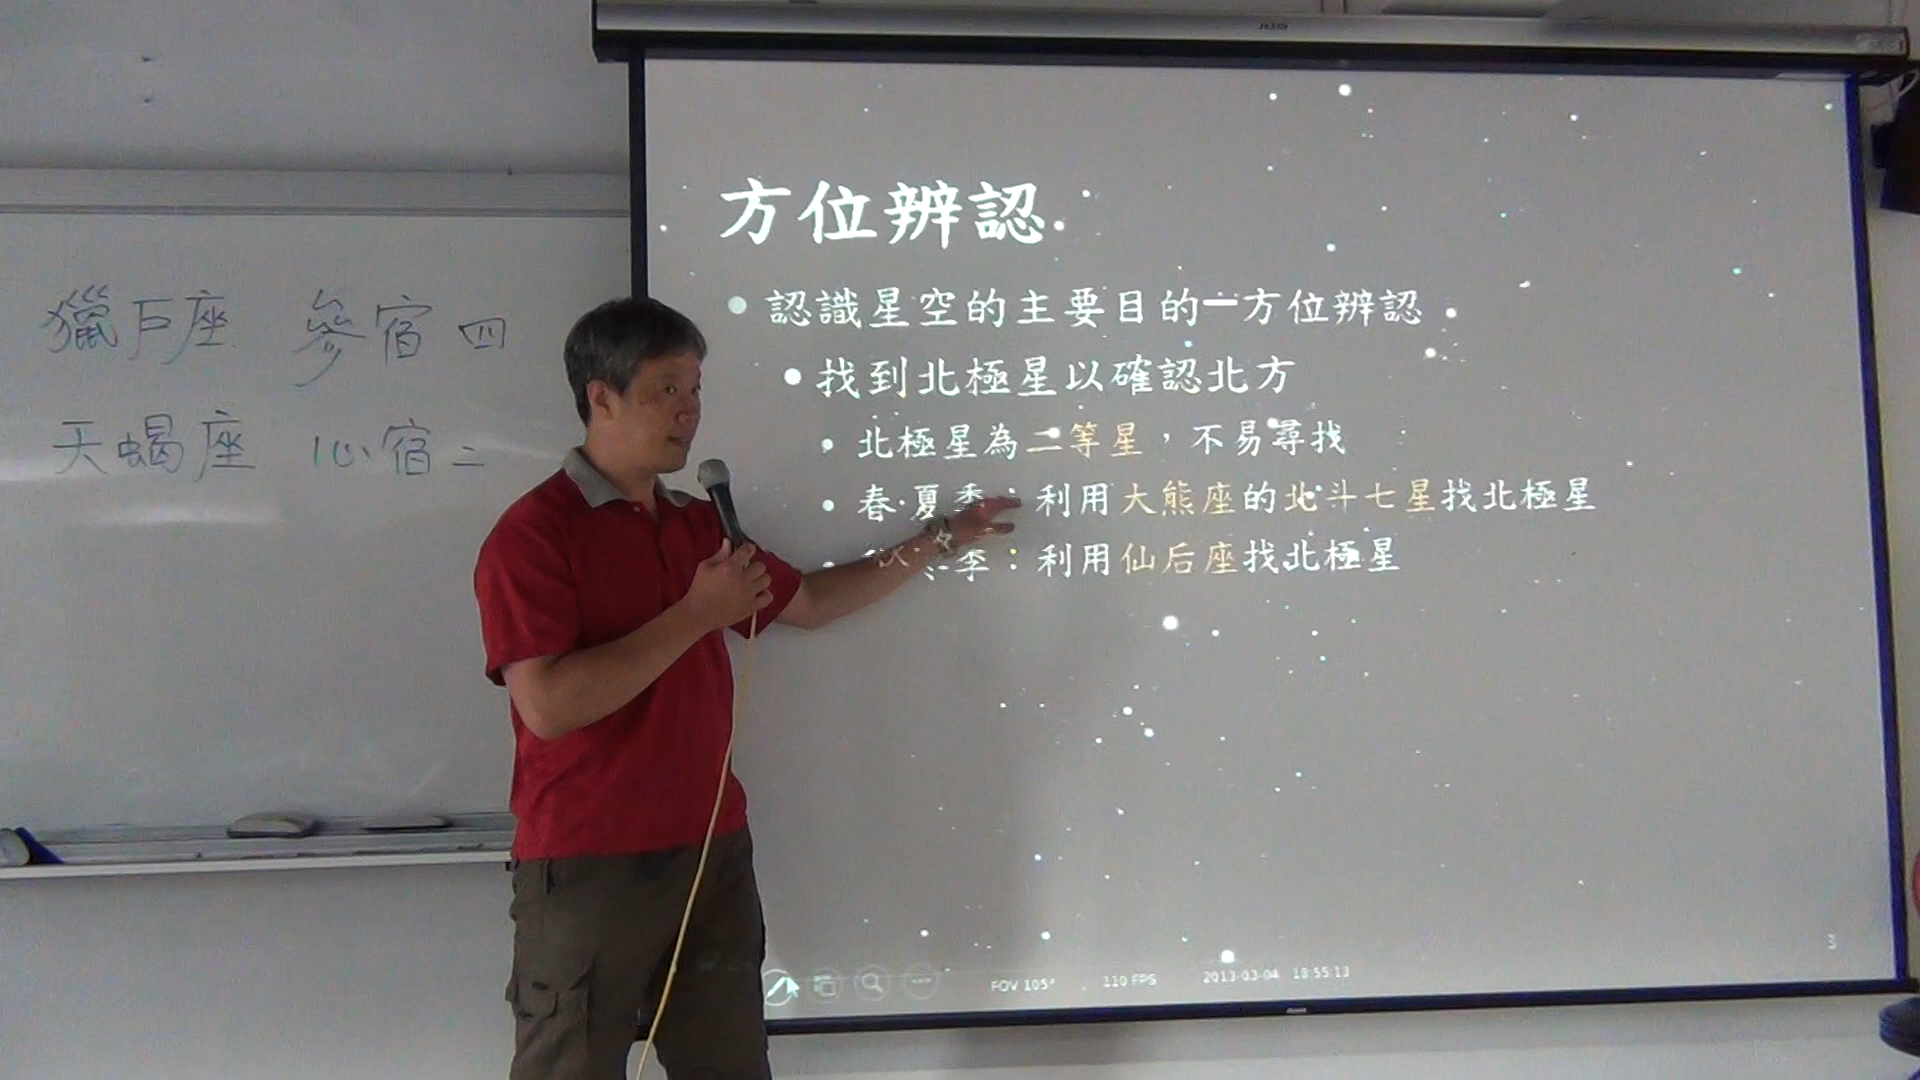 獵戶座 參宿四
天蝎座 心宿二
方位辨認
認識星空的主要目的—方位辨認
找到北極星以確認北方
北極星為二等星，不易尋找
春.夏季：利用大熊座的北斗七星找北極星
秋.冬季：利用仙后座找北極星
FOV 105° 110 FPS 2013-03-04 18:55:13
3